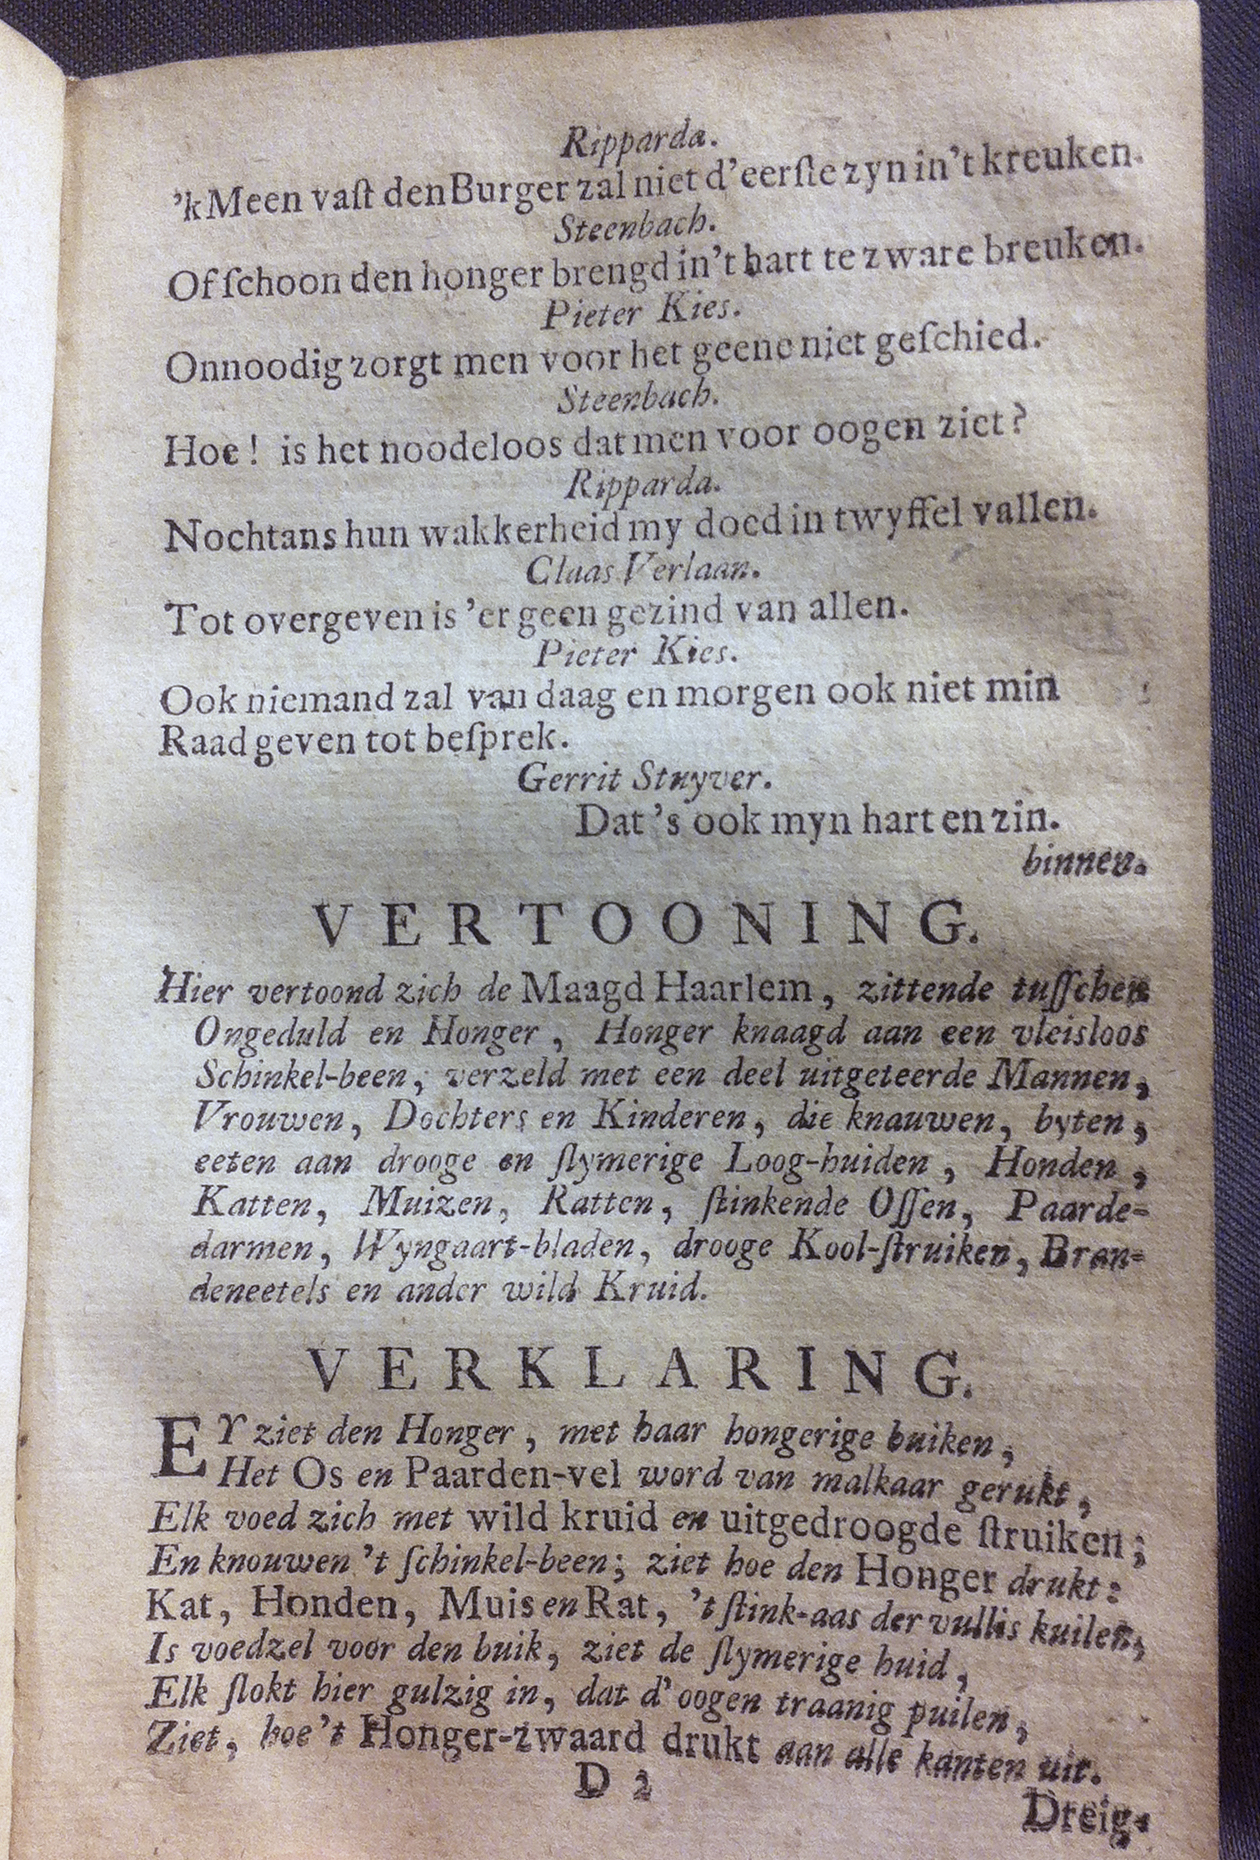 Ripparda.
'k Meen vaſt den Burger zal niet d'eerſte zyn in't kreuken.
Steenbach.
Ofſchoon den honger brengd in't hart te zware breuken.
Pieter Kies.
Onnoodig zorgt men voor het geene niet geſchied.
Steenbach.
Hoe! is het noodeloos dat men voor oogen ziet?
Ripparda.
Nochtans hun wakkerheid my doed in twyffel vallen.
Claas Verlaan.
Tot overgeven is 'er geen gezind van allen.
Pieter Kies.
Ook niemand zal van daag en morgen ook niet min
Raad geven tot beſprek.
Gerrit Stuyver.
Dat 's ook myn hart en zin.
binnen.
VERTOONING.
Hier vertoond zich de Maagd Haarlem, zittende tuſſchen
Ongeduld en Honger, Honger knaagd aan een vleisloos
Schinkel-been, verzeld met een deel uitgeteerde Mannen,
Vrouwen, Dochters en Kinderen, die knauwen, byten,
eeten aan drooge en ſlymerige Loog-huiden, Honden,
Katten, Muizen, Ratten, ſtinkende Oſſen, Paarde-
darmen, Wyngaart-bladen, drooge Kool-ſtruiken, Bran-
deneetels en ander wild Kruid.
VERKLARING.
EY ziet den Honger, met haar hongerige buiken,
Het Os en Paarden-vel word van malkaar gerukt,
Elk voed zich met wild kruid en uitgedroogde ſtruiken;
En knouwen 't ſchinkel-been; ziet hoe den Honger drukt:
Kat, Honden, Muis en Rat, 't ſtink-aas der vullis kuilen,
Is voedzel voor den buik, ziet de ſlymerige huid,
Elk ſlokt hier gulzig in, dat d'oogen traanig puilen,
Ziet, hoe 't Honger-zwaard drukt aan alle kanten uit.
D 2
Dreig-